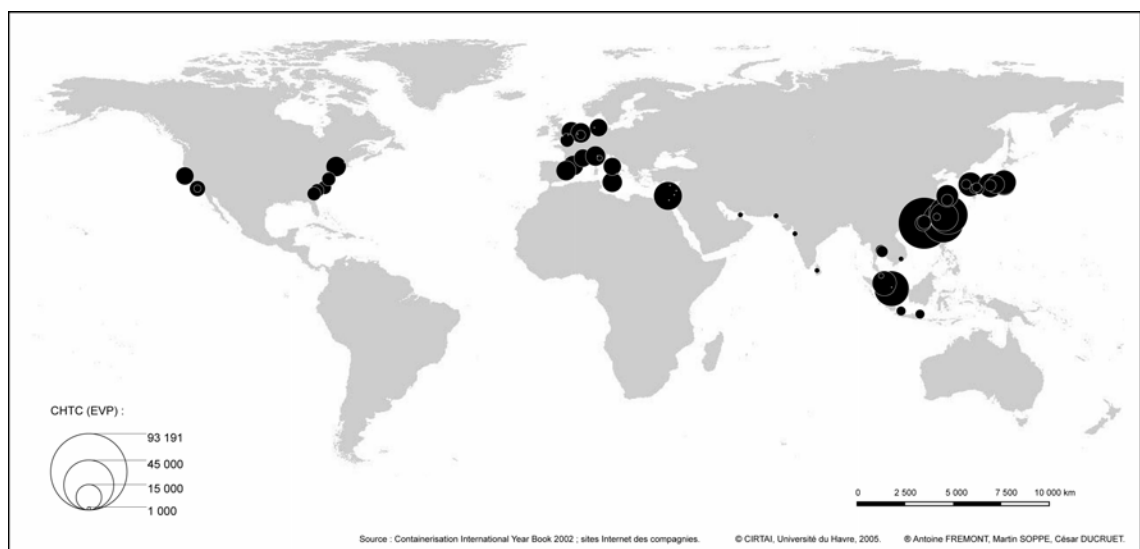 CHTC (EVP) :
93 191
45 000
15 000
1 000
0 2 500 5 000 7 500 10 000 km
Source : Containerisation International Year Book 2002 ; sites Internet des compagnies. © CIRTAI, Université du Havre, 2005. ® Antoine FREMONT, Martin SOPPE, César DUCRUET.